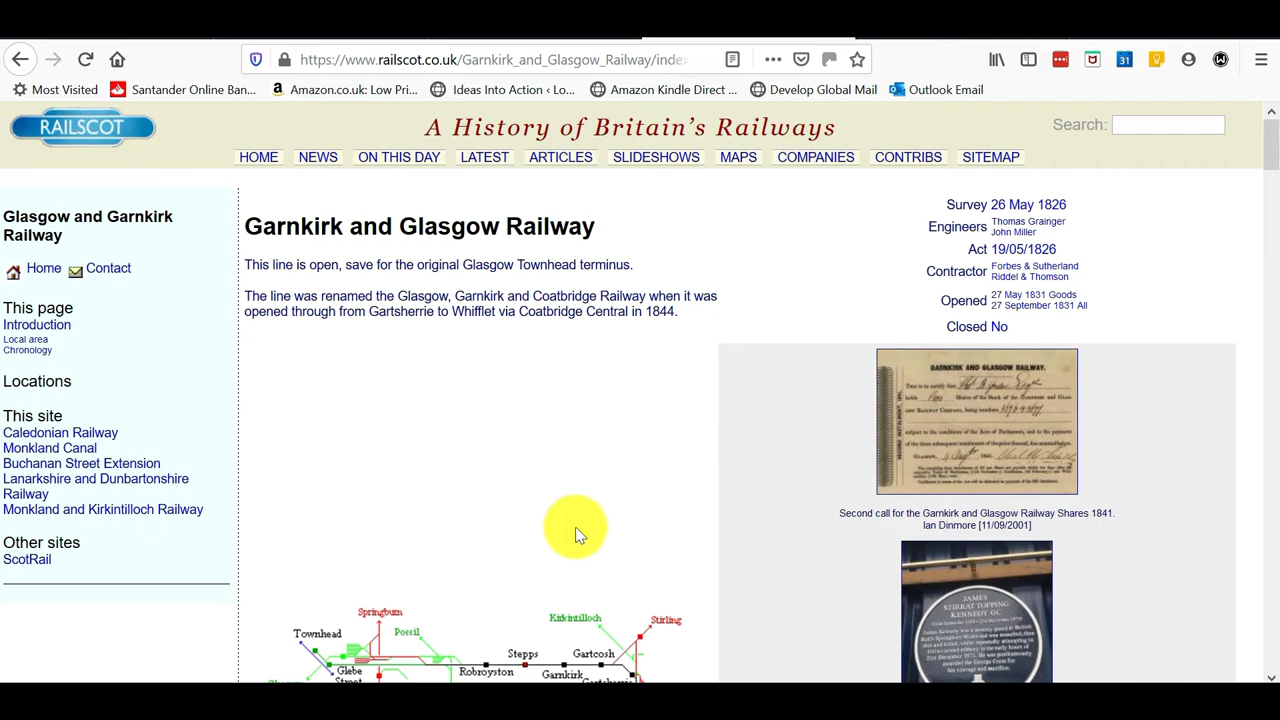 https://www.railscot.co.uk/Garnkirk_and_Glasgow_Railway/index
Most Visited
Santander Online Ban...
Amazon.co.uk: Low Pri...
Ideas Into Action ‹ Lo...
Amazon Kindle Direct ...
Develop Global Mail
Outlook Email
31
RAILSCOT
A History of Britain's Railways
Search:
HOME
NEWS
ON THIS DAY
LATEST
ARTICLES
SLIDESHOWS
MAPS
COMPANIES
CONTRIBS
SITEMAP
Glasgow and Garnkirk
Railway
Home
Contact
This page
Introduction
Local area
Chronology
Locations
This site
Caledonian Railway
Monkland Canal
Buchanan Street Extension
Lanarkshire and Dunbartonshire
Railway
Monkland and Kirkintilloch Railway
Other sites
ScotRail
Garnkirk and Glasgow Railway
This line is open, save for the original Glasgow Townhead terminus.
The line was renamed the Glasgow, Garnkirk and Coatbridge Railway when it was
opened through from Gartsherrie to Whifflet via Coatbridge Central in 1844.
Survey 26 May 1826
Engineers Thomas Grainger
John Miller
Act 19/05/1826
Contractor Forbes & Sutherland
Riddel & Thomson
Opened 27 May 1831 Goods
27 September 1831 All
Closed No
GARNKIRK AND GLASGOW RAILWAY.
Second call for the Garnkirk and Glasgow Railway Shares 1841.
Ian Dinmore [11/09/2001]
JAMES
STIRRAT TOPPING
KENNEDY GC
Springburn
Kirkintilloch
Stirling
Townhead
Possil
Stepps
Gartcosh
Glebe
Street
Robroyston
Garnkirk